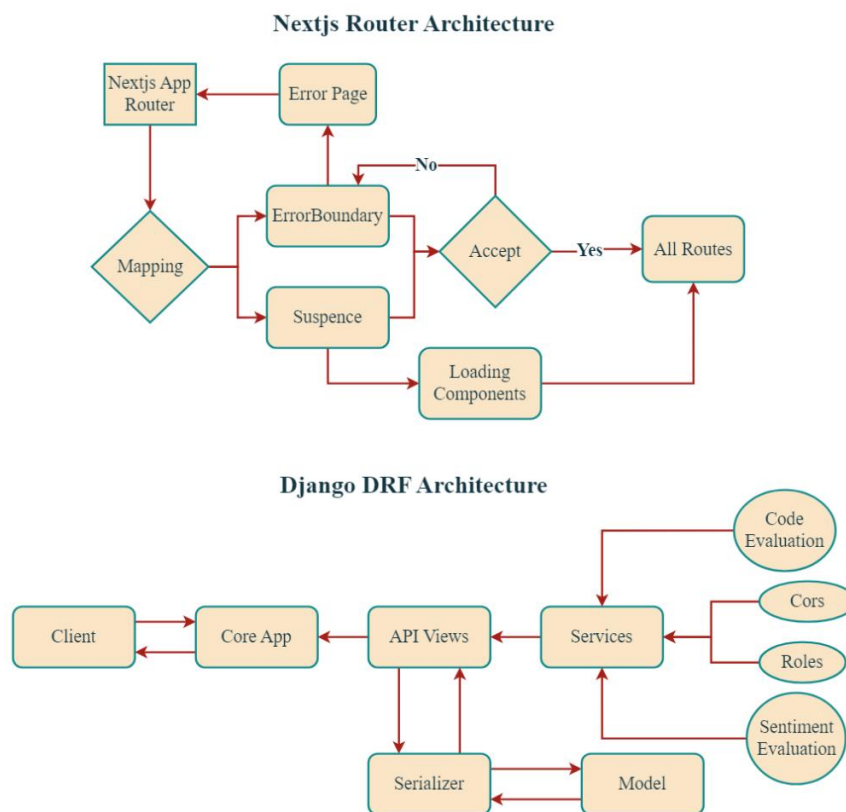 Nextjs Router Architecture
Nextjs App
Router
Error Page
No
ErrorBoundary
Mapping
Accept
Yes
All Routes
Suspence
Loading
Components
Django DRF Architecture
Code
Evaluation
Cors
Client
Core App
API Views
Services
Roles
Sentiment
Evaluation
Serializer
Model